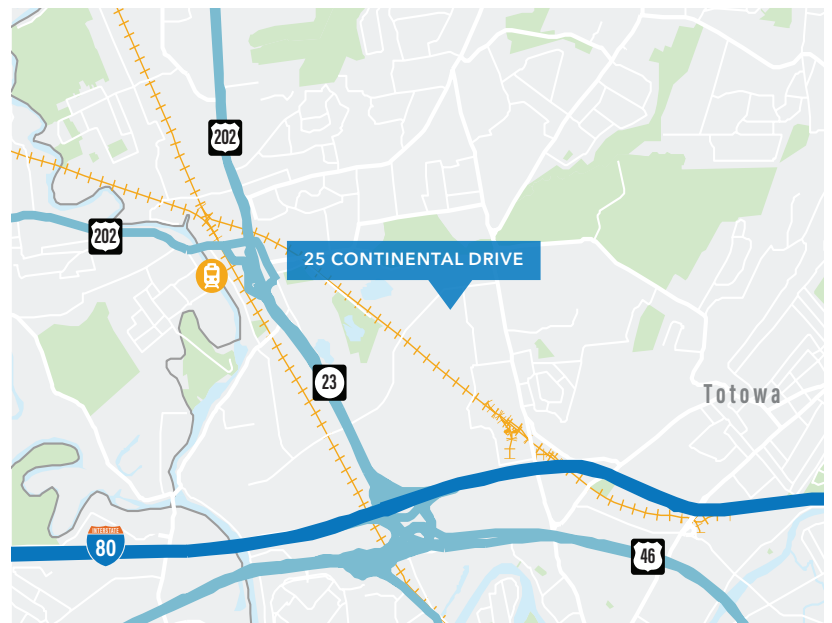 202
202
25 CONTINENTAL DRIVE
23
Totowa
INTERSTATE
80
46